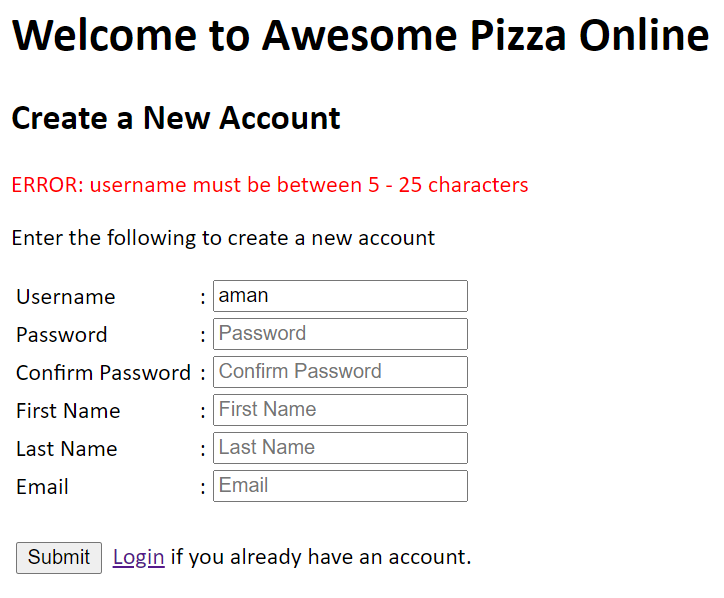 Welcome to Awesome Pizza Online
Create a New Account
ERROR: username must be between 5 - 25 characters
Enter the following to create a new account
Username : aman
Password : Password
Confirm Password : Confirm Password
First Name : First Name
Last Name : Last Name
Email : Email
Submit Login if you already have an account.